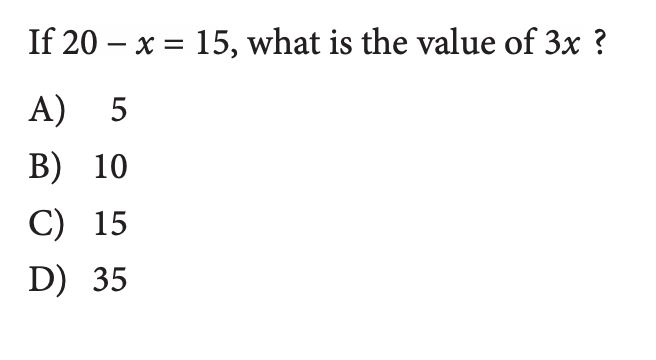 If 20 – x = 15, what is the value of 3x ?
A) 5
B) 10
C) 15
D) 35